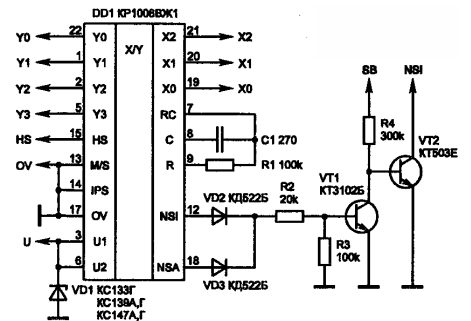 DD1 КР1008ВЖ1
Y0 22 Y0 X/Y X2 21 X2
Y1 1 Y1 X1 20 X1
Y2 2 Y2 X0 19 X0
Y3 5 Y3 RC 7
HS 15 HS C 8 C1 270
OV 13 M/S R 9 R1 100k
14 IPS
17 OV NSI 12 VD2 КД522Б
U 3 U1
6 U2 NSA 18 VD3 КД522Б
VD1 КС133Г
КС139А,Г
КС147А,Г
R2
20k
R3
100k
VT1
КТ3102Б
SB NSI
R4
300k
VT2
КТ503Е